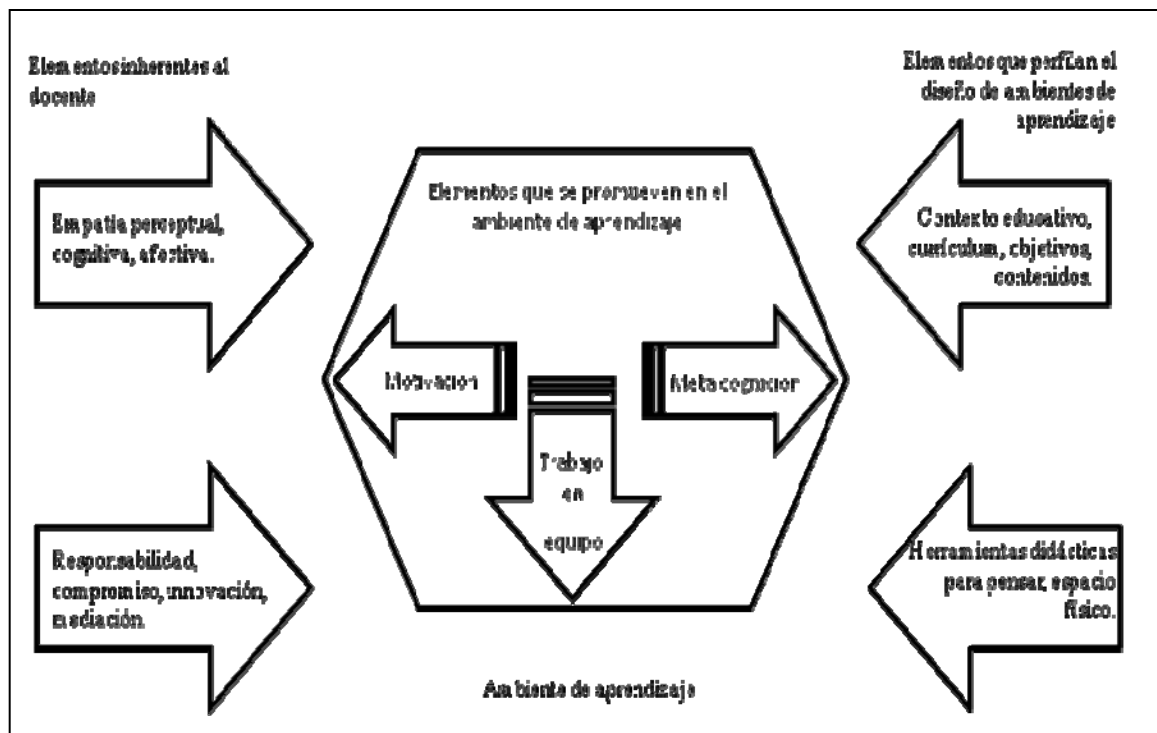 Elementos inherentes al
docente
Elementos que perfilan el
diseño de ambientes de
aprendizaje
Empatía perceptual,
cognitiva, afectiva.
Elementos que se promueven en el
ambiente de aprendizaje
Contexto educativo,
currículum, objetivos,
contenidos.
Motivación
Metacognición
Trabajo
en
equipo
Responsabilidad,
compromiso, innovación,
mediación.
Herramientas didácticas
para pensar, espacio
físico.
Ambiente de aprendizaje